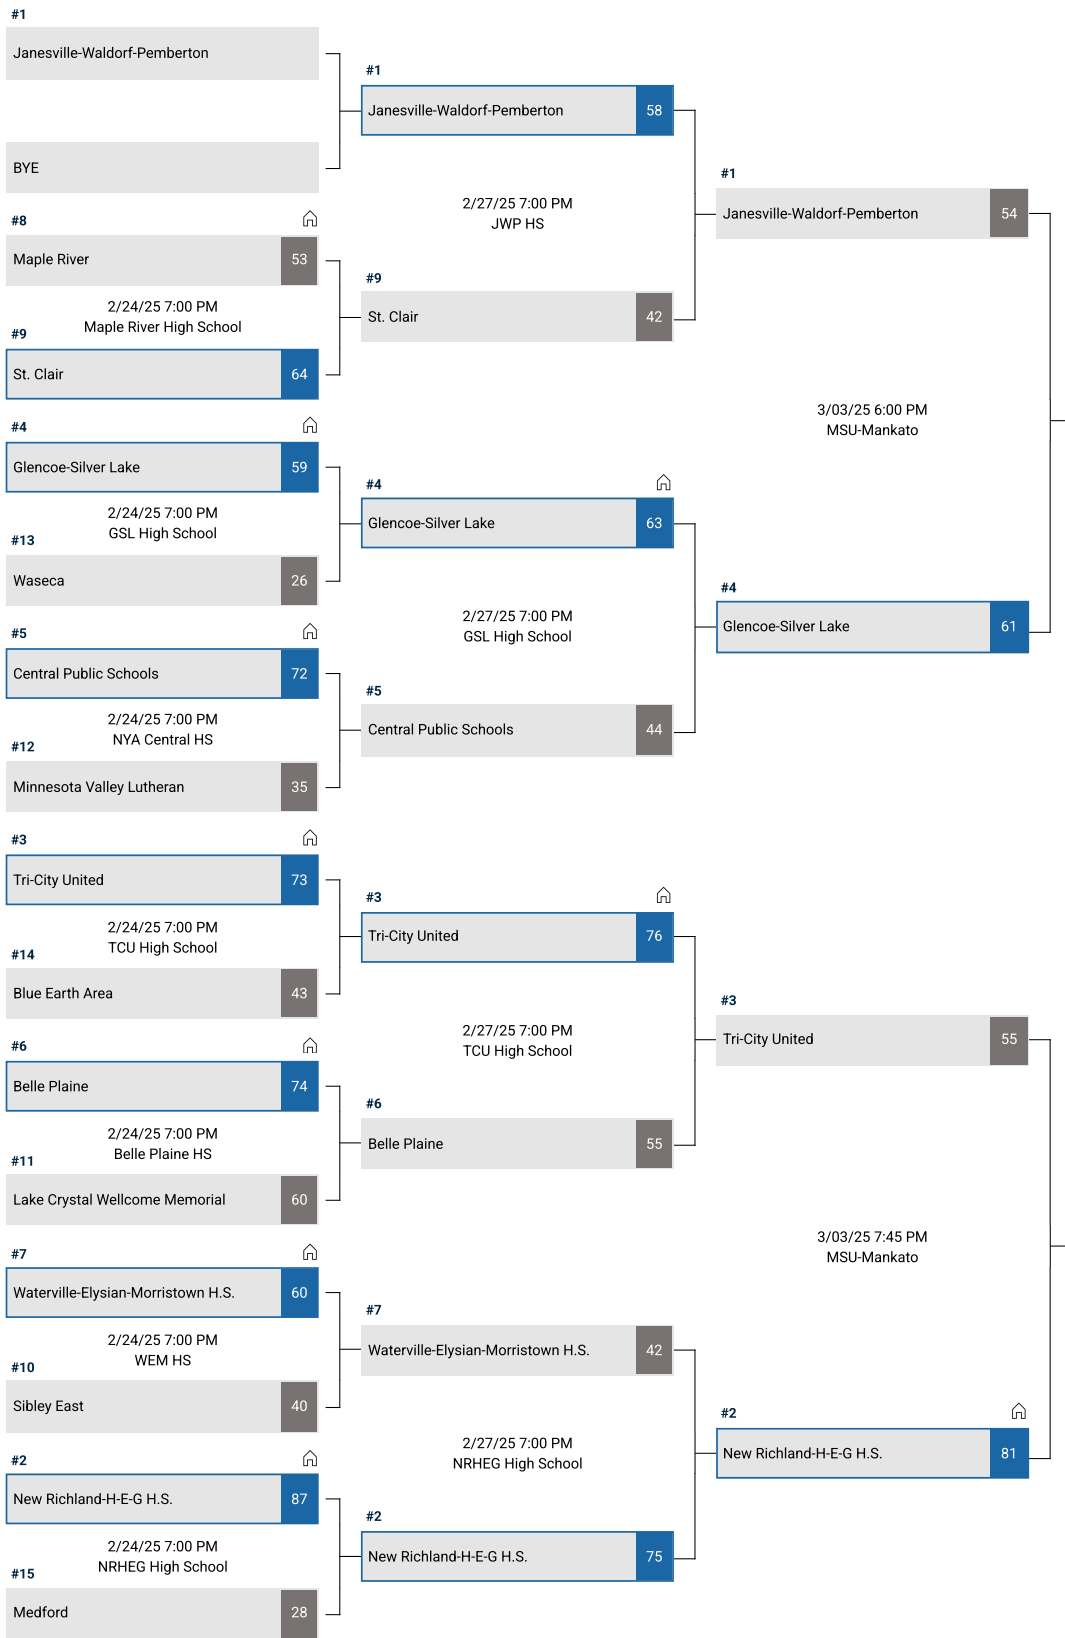 #1
Janesville-Waldorf-Pemberton
BYE
#8
Maple River
53
2/24/25 7:00 PM
Maple River High School
#9
St. Clair
64
#4
Glencoe-Silver Lake
59
2/24/25 7:00 PM
GSL High School
#13
Waseca
26
#5
Central Public Schools
72
2/24/25 7:00 PM
NYA Central HS
#12
Minnesota Valley Lutheran
35
#3
Tri-City United
73
2/24/25 7:00 PM
TCU High School
#14
Blue Earth Area
43
#6
Belle Plaine
74
2/24/25 7:00 PM
Belle Plaine HS
#11
Lake Crystal Wellcome Memorial
60
#7
Waterville-Elysian-Morristown H.S.
60
2/24/25 7:00 PM
WEM HS
#10
Sibley East
40
#2
New Richland-H-E-G H.S.
87
2/24/25 7:00 PM
NRHEG High School
#15
Medford
28
#1
Janesville-Waldorf-Pemberton
58
2/27/25 7:00 PM
JWP HS
#9
St. Clair
42
#4
Glencoe-Silver Lake
63
2/27/25 7:00 PM
GSL High School
#5
Central Public Schools
44
#3
Tri-City United
76
2/27/25 7:00 PM
TCU High School
#6
Belle Plaine
55
#7
Waterville-Elysian-Morristown H.S.
42
2/27/25 7:00 PM
NRHEG High School
#2
New Richland-H-E-G H.S.
75
#1
Janesville-Waldorf-Pemberton
54
3/03/25 6:00 PM
MSU-Mankato
#4
Glencoe-Silver Lake
61
#3
Tri-City United
55
3/03/25 7:45 PM
MSU-Mankato
#2
New Richland-H-E-G H.S.
81